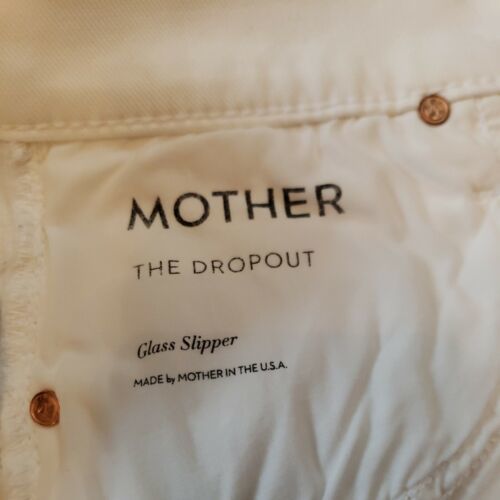 MOTHER
THE DROPOUT
Glass Slipper
MADE by MOTHER IN THE U.S.A.